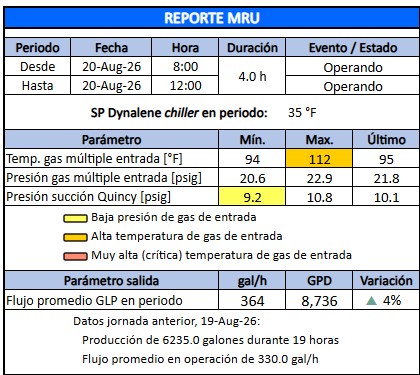 REPORTE MRU
Periodo Fecha Hora Duración Evento / Estado
Desde 20-Aug-26 8:00 4.0 h Operando
Hasta 20-Aug-26 12:00 Operando
SP Dynalene chiller en periodo: 35 °F
Parámetro Mín. Max. Último
Temp. gas múltiple entrada [°F] 94 112 95
Presión gas múltiple entrada [psig] 20.6 22.9 21.8
Presión succión Quincy [psig] 9.2 10.8 10.1
Baja presión de gas de entrada
Alta temperatura de gas de entrada
Muy alta (crítica) temperatura de gas de entrada
Parámetro salida gal/h GPD Variación
Flujo promedio GLP en periodo 364 8,736 4%
Datos jornada anterior, 19-Aug-26:
Producción de 6235.0 galones durante 19 horas
Flujo promedio en operación de 330.0 gal/h